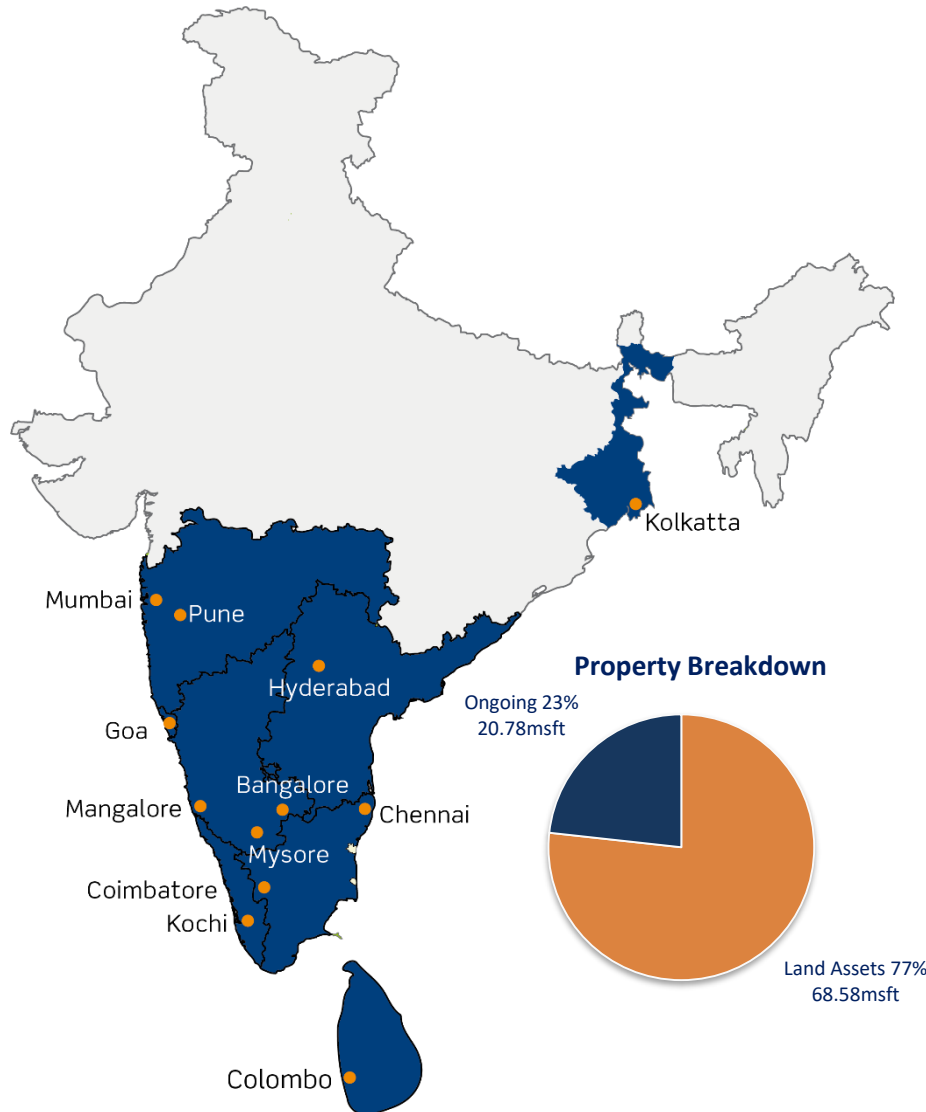 Kolkatta
Mumbai
Pune
Hyderabad
Goa
Bangalore
Mangalore
Chennai
Mysore
Coimbatore
Kochi
Colombo
Property Breakdown
Ongoing 23%
20.78msft
Land Assets 77%
68.58msft